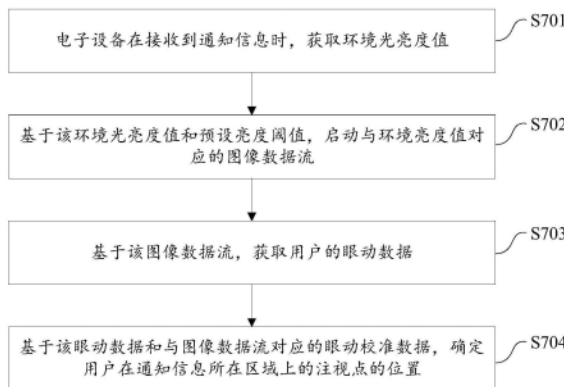 电子设备在接收到通知信息时，获取环境光亮度值
S701
基于该环境光亮度值和预设亮度阈值，启动与环境亮度值对
应的图像数据流
S702
基于该图像数据流，获取用户的眼动数据
S703
基于该眼动数据和与图像数据流对应的眼动校准数据，确定
用户在通知信息所在区域上的注视点的位置
S704